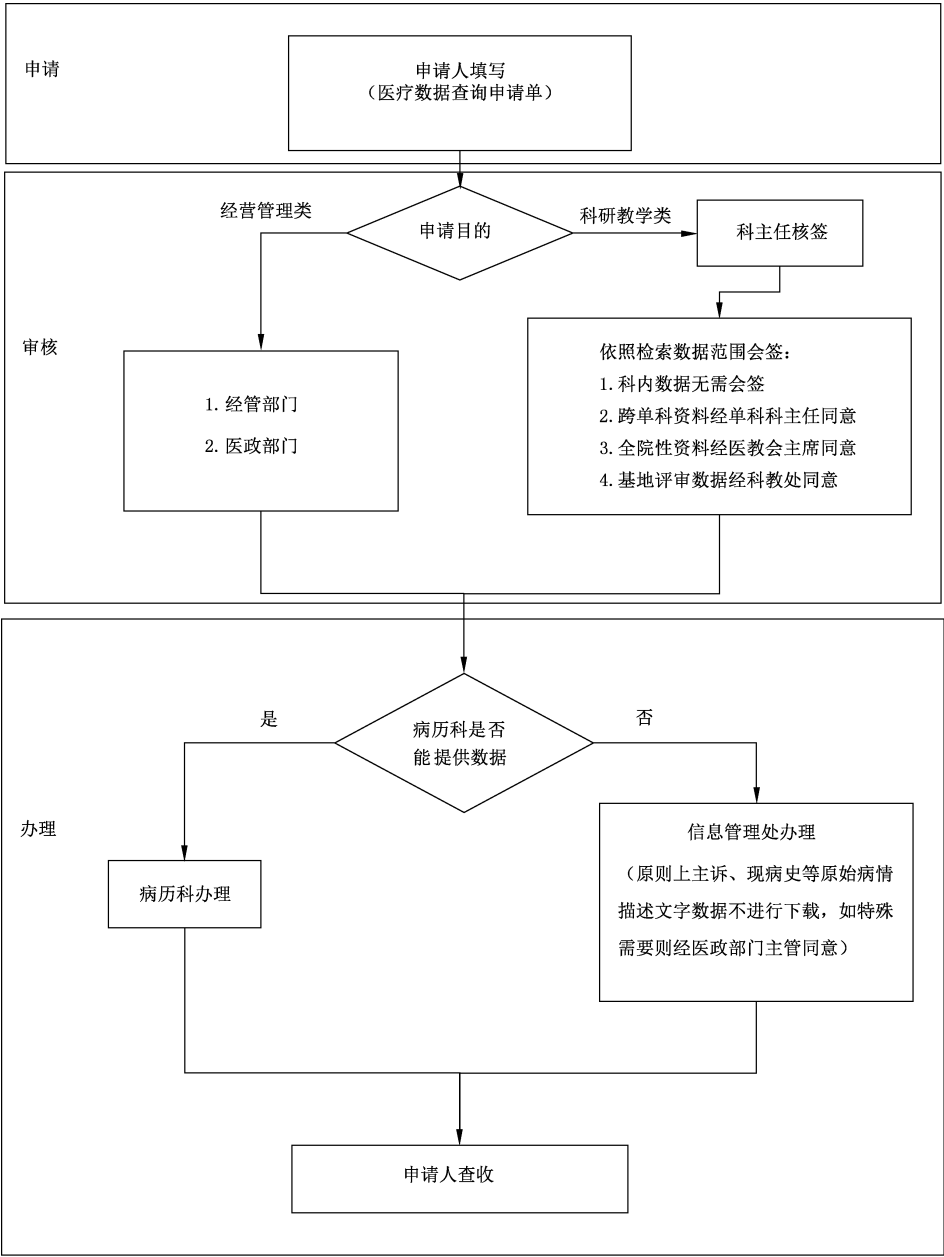 申请
申请人填写
（医疗数据查询申请单）
经营管理类
申请目的
科研教学类
科主任核签
审核
1. 经管部门
2. 医政部门
依照检索数据范围会签：
1. 科内数据无需会签
2. 跨单科资料经单科科主任同意
3. 全院性资料经医教会主席同意
4. 基地评审数据经科教处同意
是
病历科是否
能提供数据
否
办理
病历科办理
信息管理处办理
（原则上主诉、现病史等原始病情
描述文字数据不进行下载，如特殊
需要则经医政部门主管同意）
申请人查收